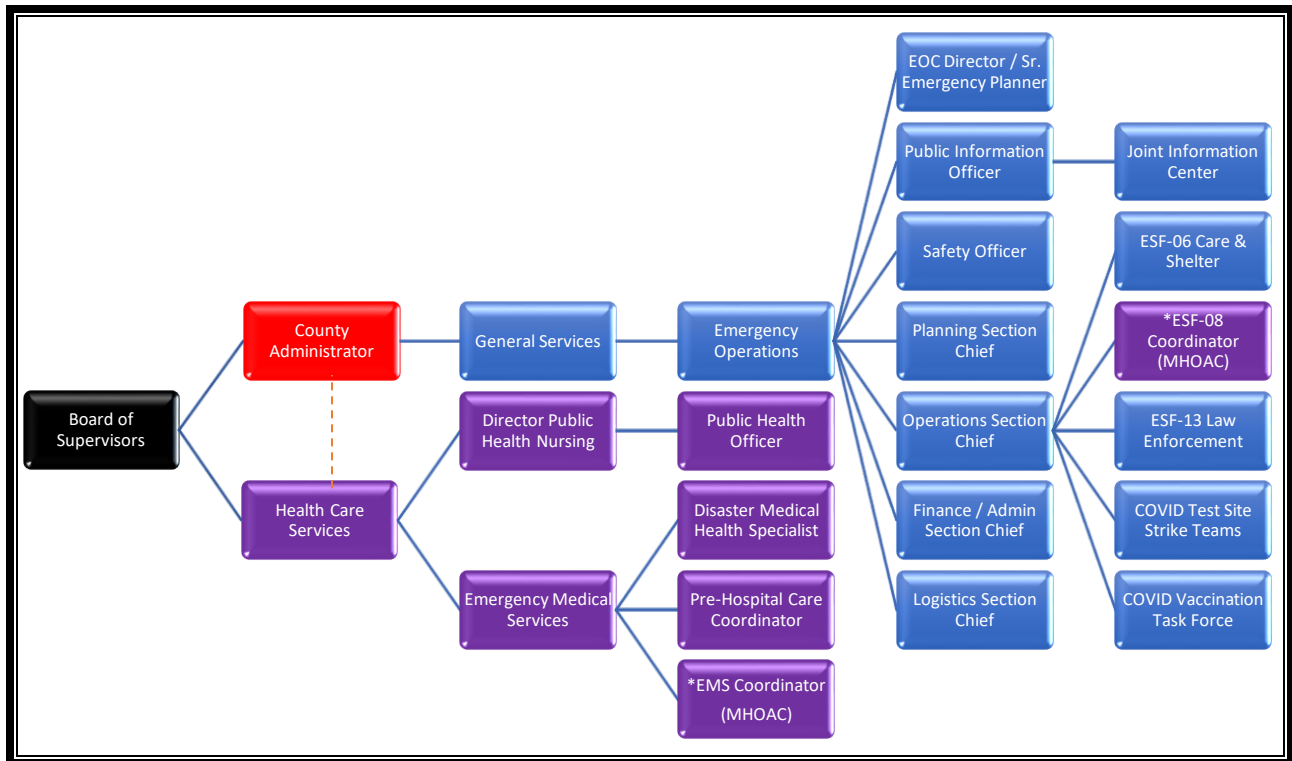 Board of
Supervisors
County
Administrator
Health Care
Services
General Services
Director Public
Health Nursing
Emergency Medical
Services
Emergency
Operations
Public Health
Officer
Disaster Medical
Health Specialist
Pre-Hospital Care
Coordinator
*EMS Coordinator
(MHOAC)
EOC Director / Sr.
Emergency Planner
Public Information
Officer
Safety Officer
Planning Section
Chief
Operations Section
Chief
Finance / Admin
Section Chief
Logistics Section
Chief
Joint Information
Center
ESF-06 Care &
Shelter
*ESF-08
Coordinator
(MHOAC)
ESF-13 Law
Enforcement
COVID Test Site
Strike Teams
COVID Vaccination
Task Force